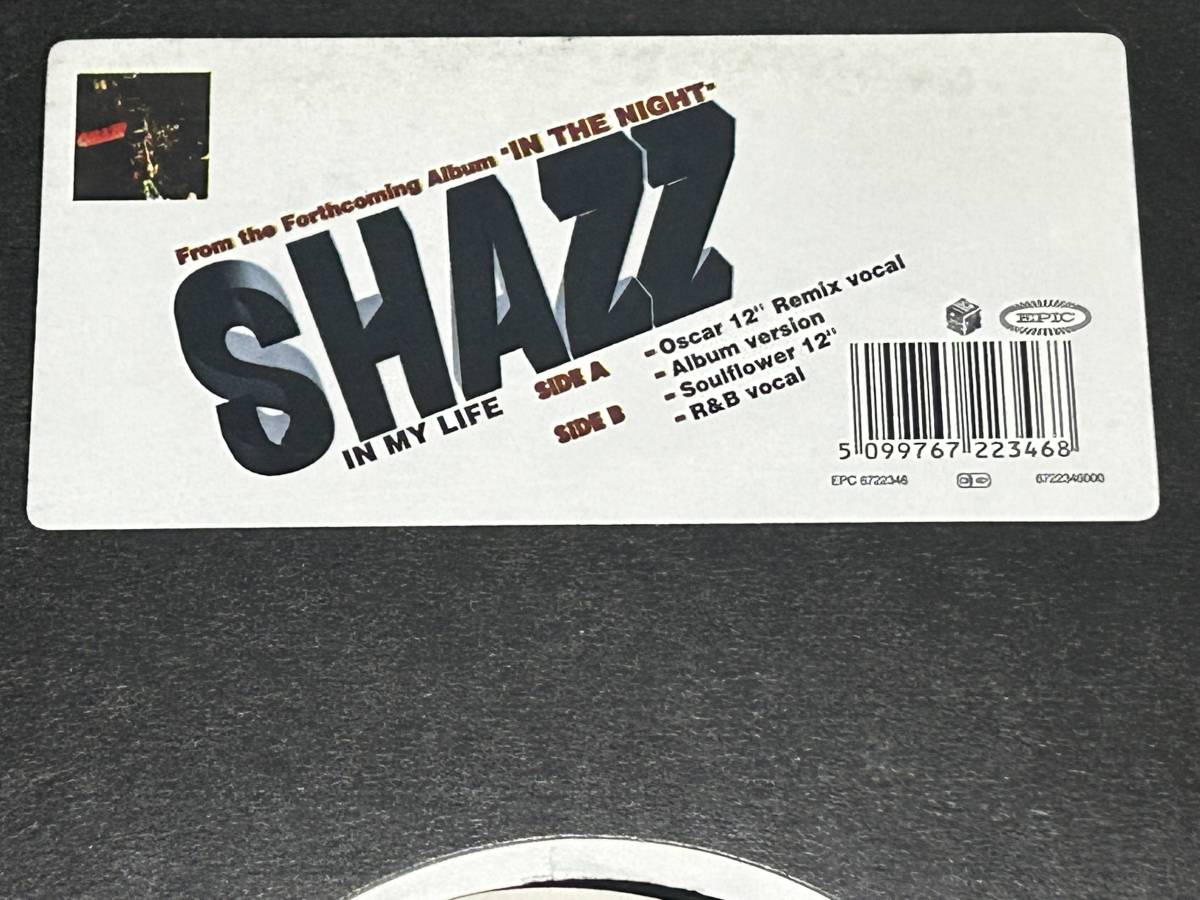 From the Forthcoming Album "IN THE NIGHT"
SHAZZ
IN MY LIFE
SIDE A
- Oscar 12" Remix vocal
- Album version
SIDE B
- Soulflower 12"
- R&B vocal
EPIC
5 099767 223468
EPC 6722346
6722346000